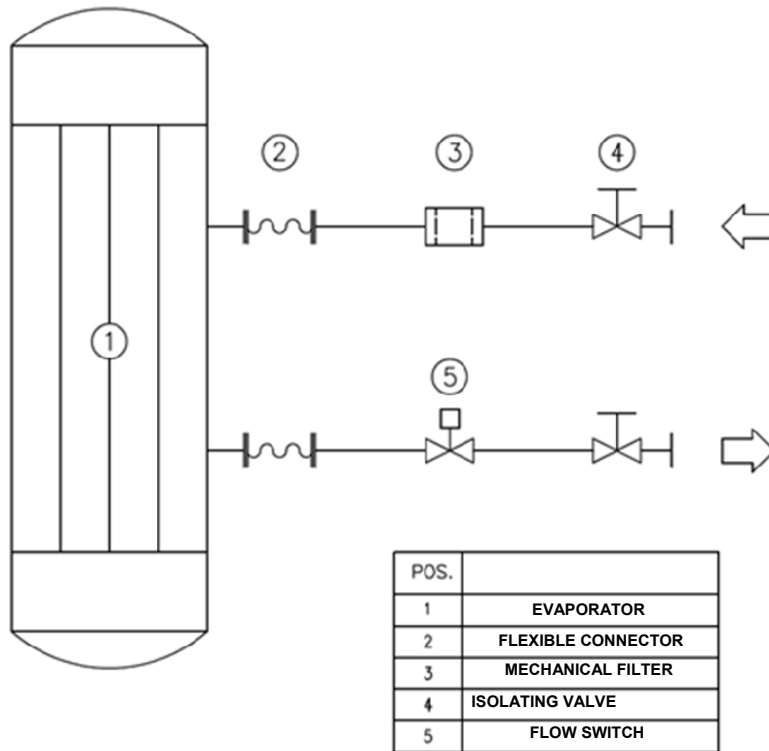 2
3
4
1
5
POS.
1 EVAPORATOR
2 FLEXIBLE CONNECTOR
3 MECHANICAL FILTER
4 ISOLATING VALVE
5 FLOW SWITCH